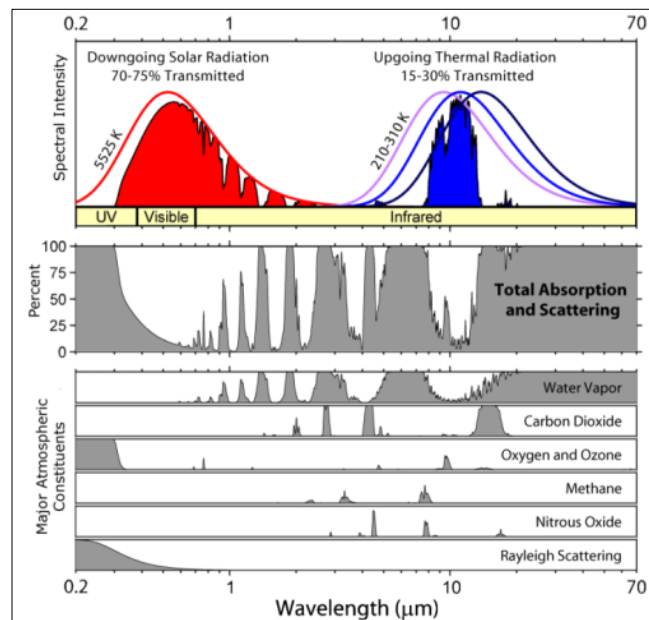 0.2 1 10 70
Downgoing Solar Radiation
70-75% Transmitted
Upgoing Thermal Radiation
15-30% Transmitted
Spectral Intensity
5525 K
210-310 K
UV Visible Infrared
Percent
100
75
50
25
0
Total Absorption
and Scattering
Major Atmospheric
Constituents
Water Vapor
Carbon Dioxide
Oxygen and Ozone
Methane
Nitrous Oxide
Rayleigh Scattering
0.2 1 10 70
Wavelength (μm)